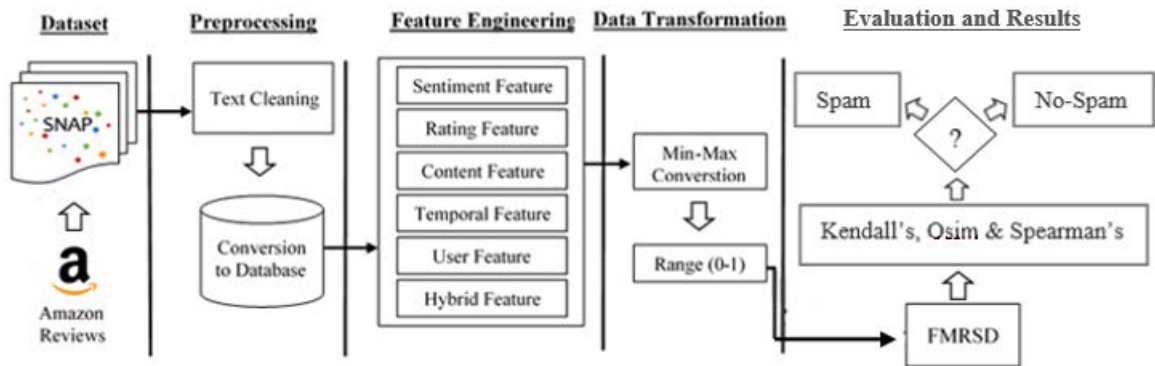 Dataset
SNAP
a
Amazon
Reviews
Preprocessing
Text Cleaning
Conversion
to Database
Feature Engineering
Sentiment Feature
Rating Feature
Content Feature
Temporal Feature
User Feature
Hybrid Feature
Data Transformation
Min-Max
Converstion
Range (0-1)
Evaluation and Results
Spam
No-Spam
?
Kendall's, Osim & Spearman's
FMRSD